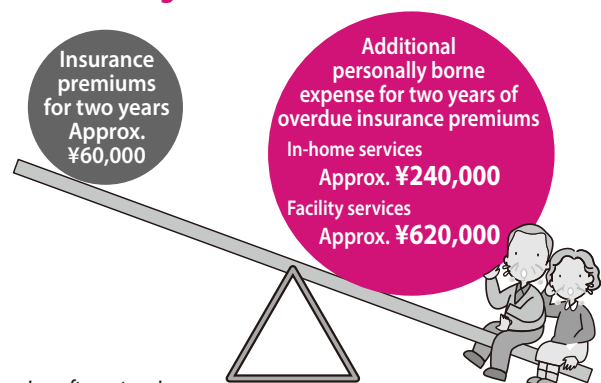 Insurance
premiums
for two years
Approx.
¥60,000
Additional
personally borne
expense for two years of
overdue insurance premiums
In-home services
Approx. ¥240,000
Facility services
Approx. ¥620,000